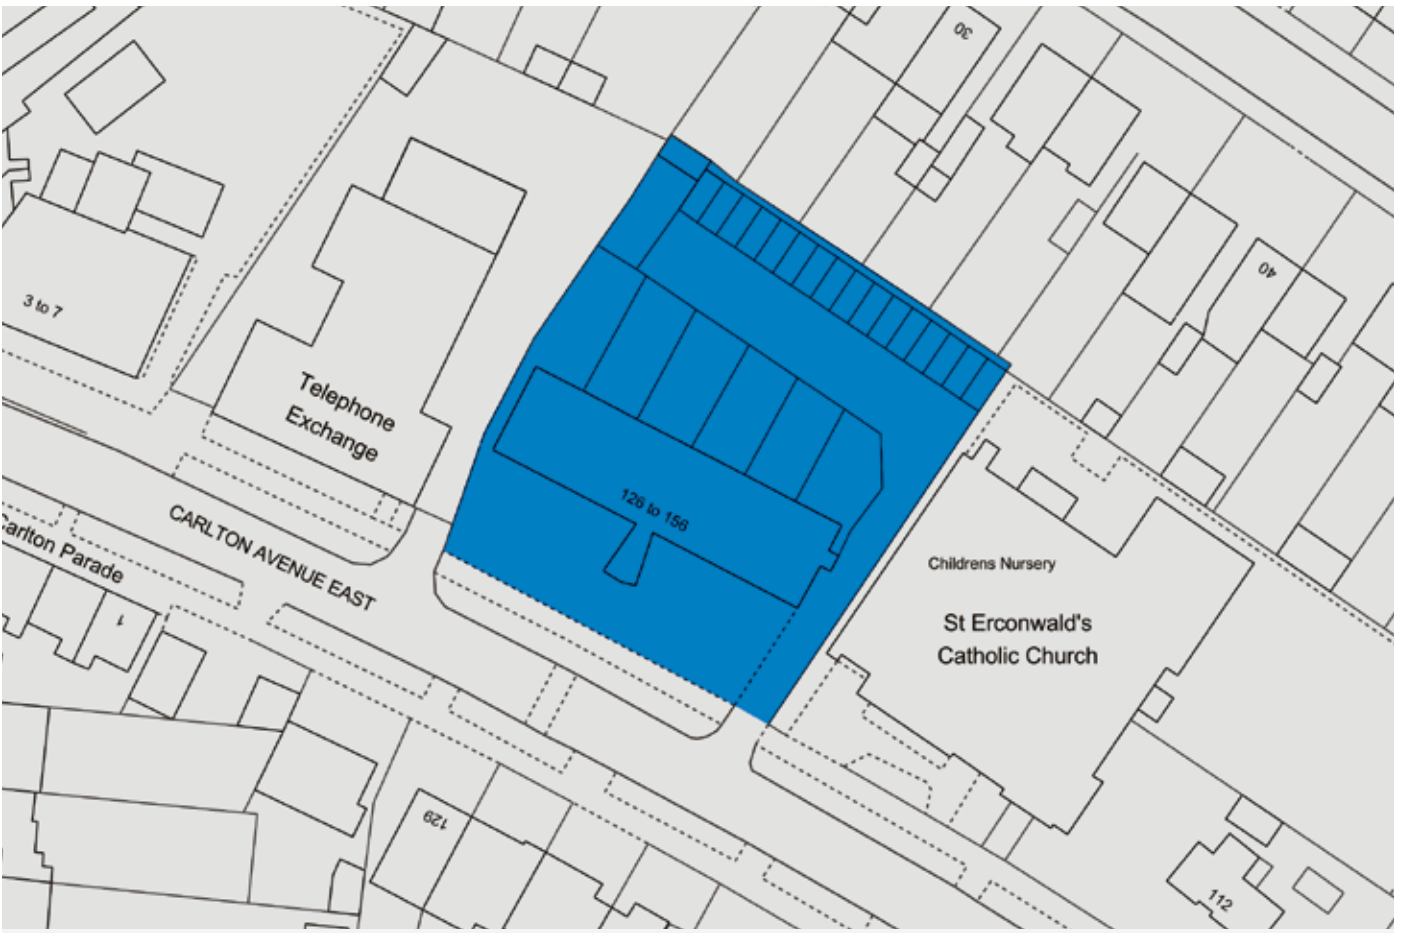 30
40
3 to 7
Telephone
Exchange
126 to 156
CARLTON AVENUE EAST
Carlton Parade
1
Childrens Nursery
St Erconwald's
Catholic Church
129
112